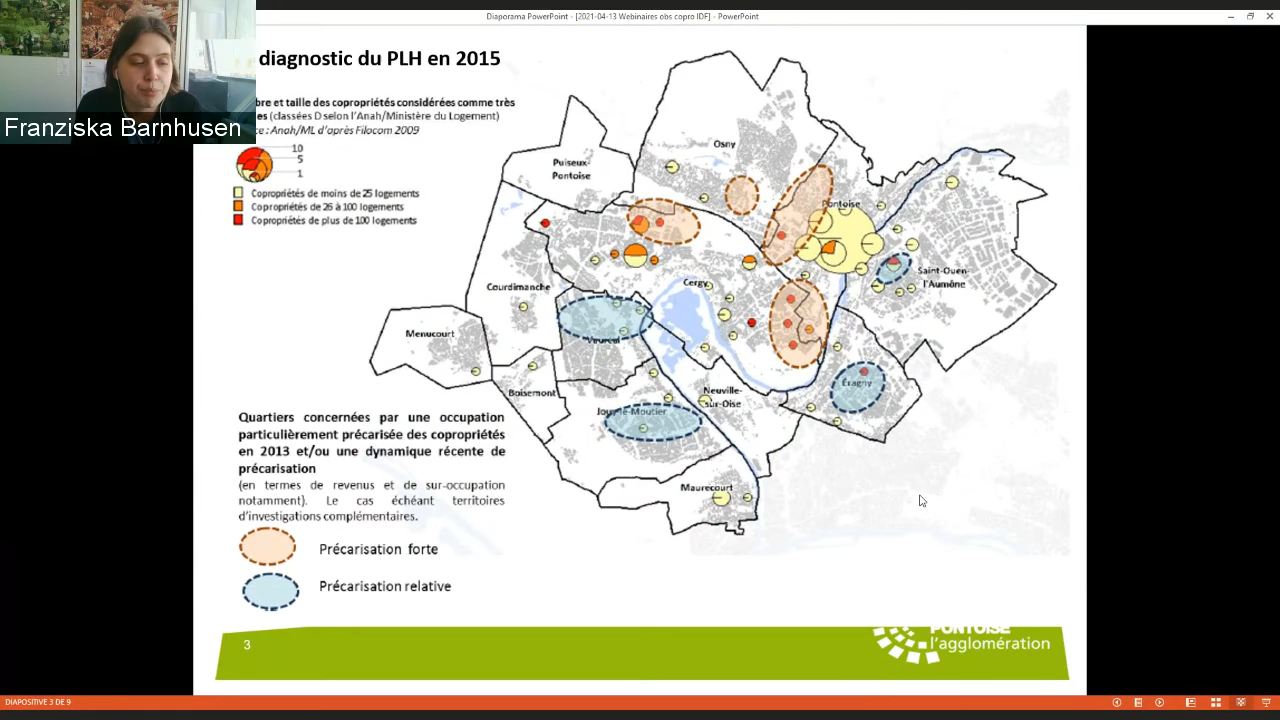 Diaporama PowerPoint - [2021-04-13 Webinaires obs copro IDF] - PowerPoint
diagnostic du PLH en 2015
Franziska Barnhusen
bre et taille des copropriétés considérées comme très
es (classées D selon l'Anah/Ministère du Logement)
ce : Anah/ML d'après Filocom 2009
10
5
1
Copropriétés de moins de 25 logements
Copropriétés de 26 à 100 logements
Copropriétés de plus de 100 logements
Osny
Puiseux-
Pontoise
Pontoise
Saint-Ouen-
l'Aumône
Cergy
Courdimanche
Menucourt
Vauréal
Boisemont
Neuville-
sur-Oise
Éragny
Jouy-le-Moutier
Maurecourt
Quartiers concernées par une occupation
particulièrement précarisée des copropriétés
en 2013 et/ou une dynamique récente de
précarisation
(en termes de revenus et de sur-occupation
notamment). Le cas échéant territoires
d'investigations complémentaires.
Précarisation forte
Précarisation relative
3
PONTOISE
l'agglomération
DIAPOSITIVE 3 DE 9